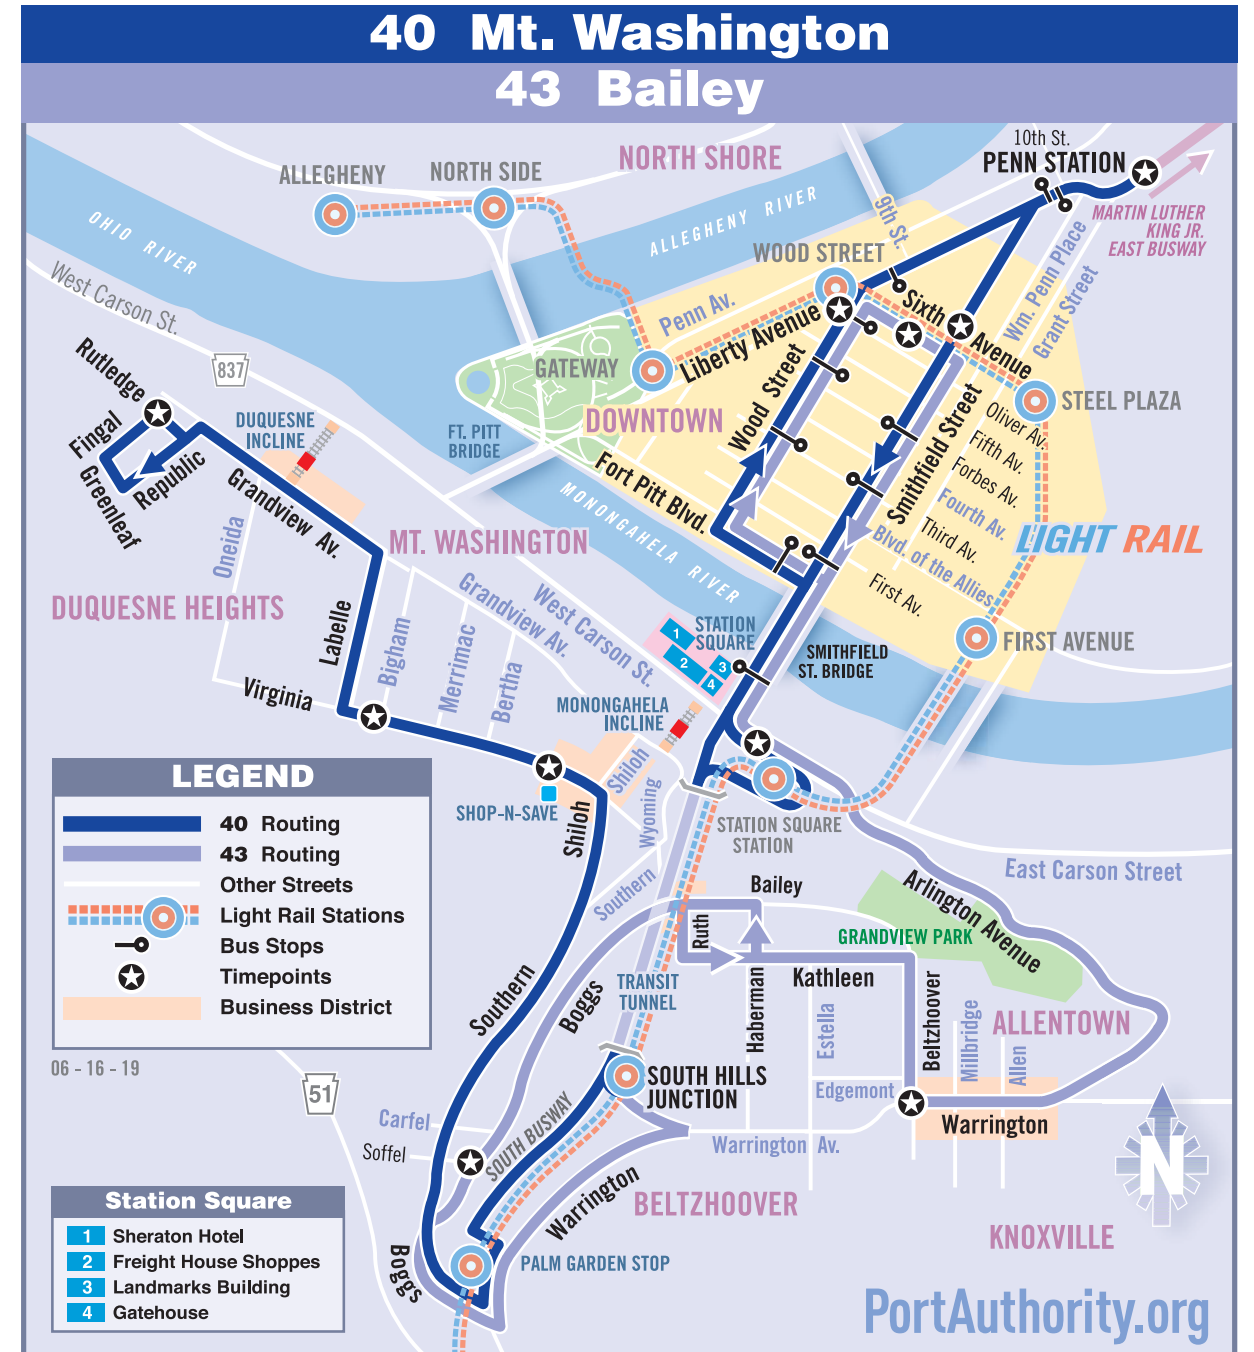 40 Mt. Washington
43 Bailey
10th St.
PENN STATION
NORTH SHORE
NORTH SIDE
ALLEGHENY
MARTIN LUTHER
KING JR.
EAST BUSWAY
OHIO RIVER
ALLEGHENY RIVER
9th St.
WOOD STREET
Wm. Penn Place
Grant Street
West Carson St.
Penn Av.
Sixth
Avenue
Liberty Avenue
837
GATEWAY
Rutledge
Wood Street
STEEL PLAZA
Fingal
DUQUESNE
INCLINE
FT. PITT
BRIDGE
DOWNTOWN
Smithfield Street
Oliver Av.
Fifth Av.
Forbes Av.
Fourth Av.
Third Av.
Blvd. of the Allies
First Av.
Greenleaf
Republic
Grandview Av.
Fort Pitt Blvd.
MONONGAHELA RIVER
LIGHT RAIL
Oneida
MT. WASHINGTON
DUQUESNE HEIGHTS
Labelle
Bigham
Merrimac
Bertha
Grandview Av.
West Carson St.
STATION
SQUARE
1
2
3
4
SMITHFIELD
ST. BRIDGE
FIRST AVENUE
Virginia
MONONGAHELA
INCLINE
Shiloh
Wyoming
SHOP-N-SAVE
Shiloh
STATION SQUARE
STATION
East Carson Street
LEGEND
40 Routing
43 Routing
Other Streets
Light Rail Stations
Bus Stops
Timepoints
Business District
06 - 16 - 19
Southern
Bailey
Arlington Avenue
Ruth
GRANDVIEW PARK
Southern
Boggs
TRANSIT
TUNNEL
Kathleen
Haberman
Estella
Beltzhoover
Millbridge
Allen
ALLENTOWN
SOUTH HILLS
JUNCTION
Edgemont
51
Carfel
Soffel
SOUTH BUSWAY
Warrington Av.
Warrington
Warrington
BELTZHOOVER
N
KNOXVILLE
Boggs
PALM GARDEN STOP
Station Square
1 Sheraton Hotel
2 Freight House Shoppes
3 Landmarks Building
4 Gatehouse
PortAuthority.org